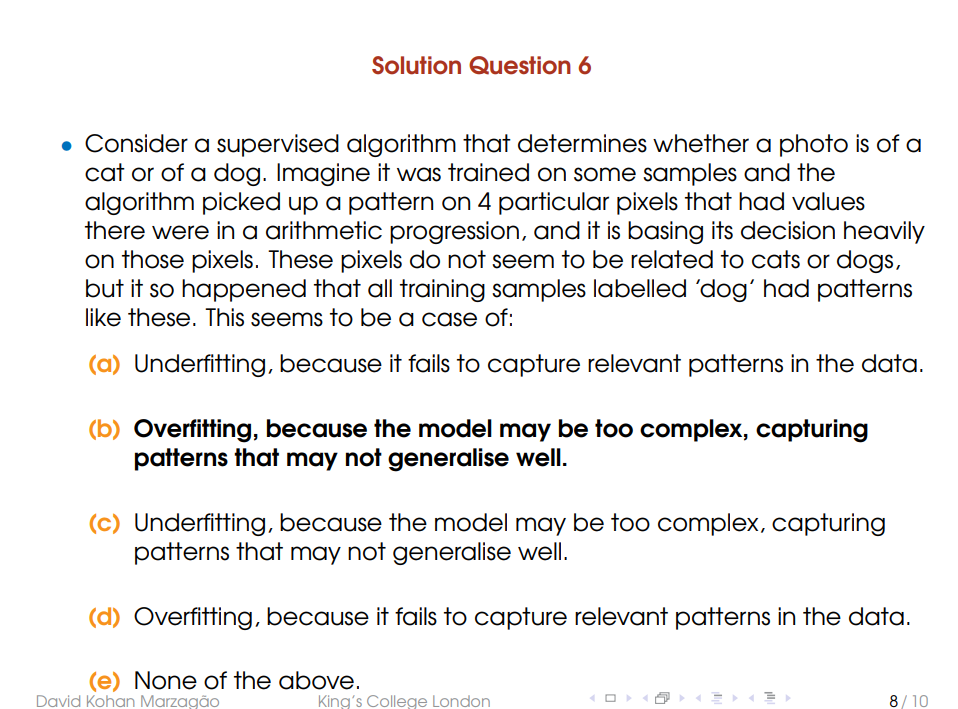 Solution Question 6
• Consider a supervised algorithm that determines whether a photo is of a
cat or of a dog. Imagine it was trained on some samples and the
algorithm picked up a pattern on 4 particular pixels that had values
there were in a arithmetic progression, and it is basing its decision heavily
on those pixels. These pixels do not seem to be related to cats or dogs,
but it so happened that all training samples labelled ’dog’ had patterns
like these. This seems to be a case of:
(a) Underfitting, because it fails to capture relevant patterns in the data.
(b) Overfitting, because the model may be too complex, capturing
patterns that may not generalise well.
(c) Underfitting, because the model may be too complex, capturing
patterns that may not generalise well.
(d) Overfitting, because it fails to capture relevant patterns in the data.
(e) None of the above.
David Kohan Marzagão King’s College London 8 / 10